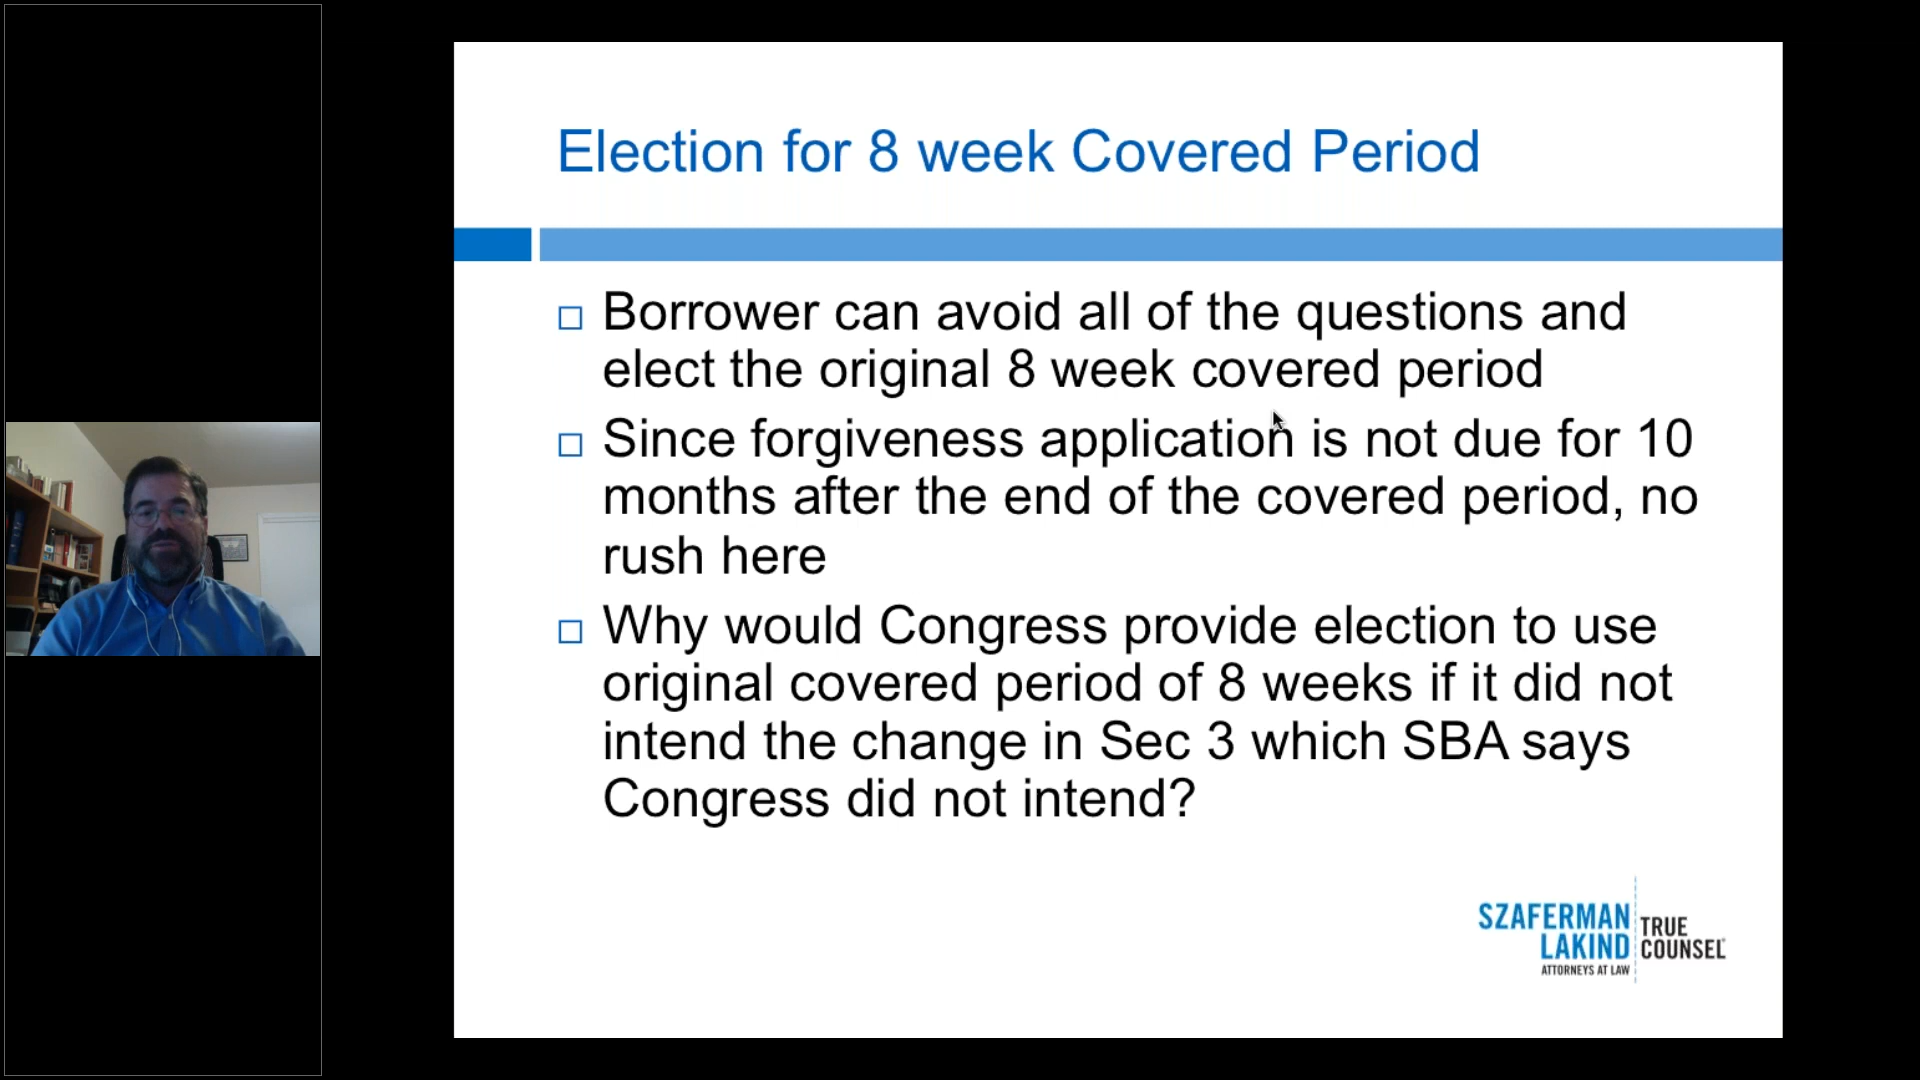 Election for 8 week Covered Period
Borrower can avoid all of the questions and
elect the original 8 week covered period
Since forgiveness application is not due for 10
months after the end of the covered period, no
rush here
Why would Congress provide election to use
original covered period of 8 weeks if it did not
intend the change in Sec 3 which SBA says
Congress did not intend?
SZAFERMAN
LAKIND
ATTORNEYS AT LAW
TRUE
COUNSEL